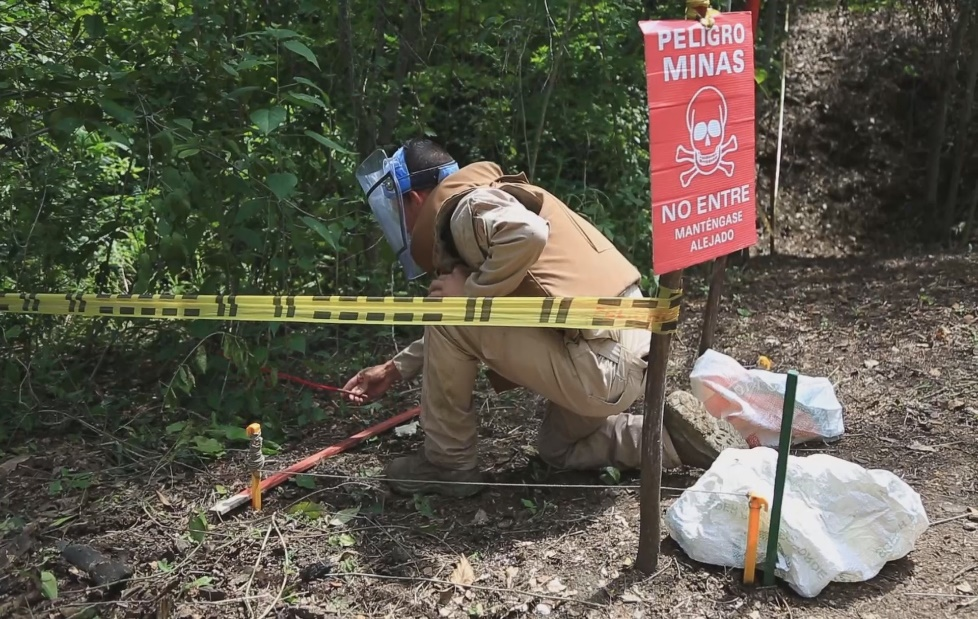 PELIGRO
MINAS
NO ENTRE
MANTÉNGASE
ALEJADO